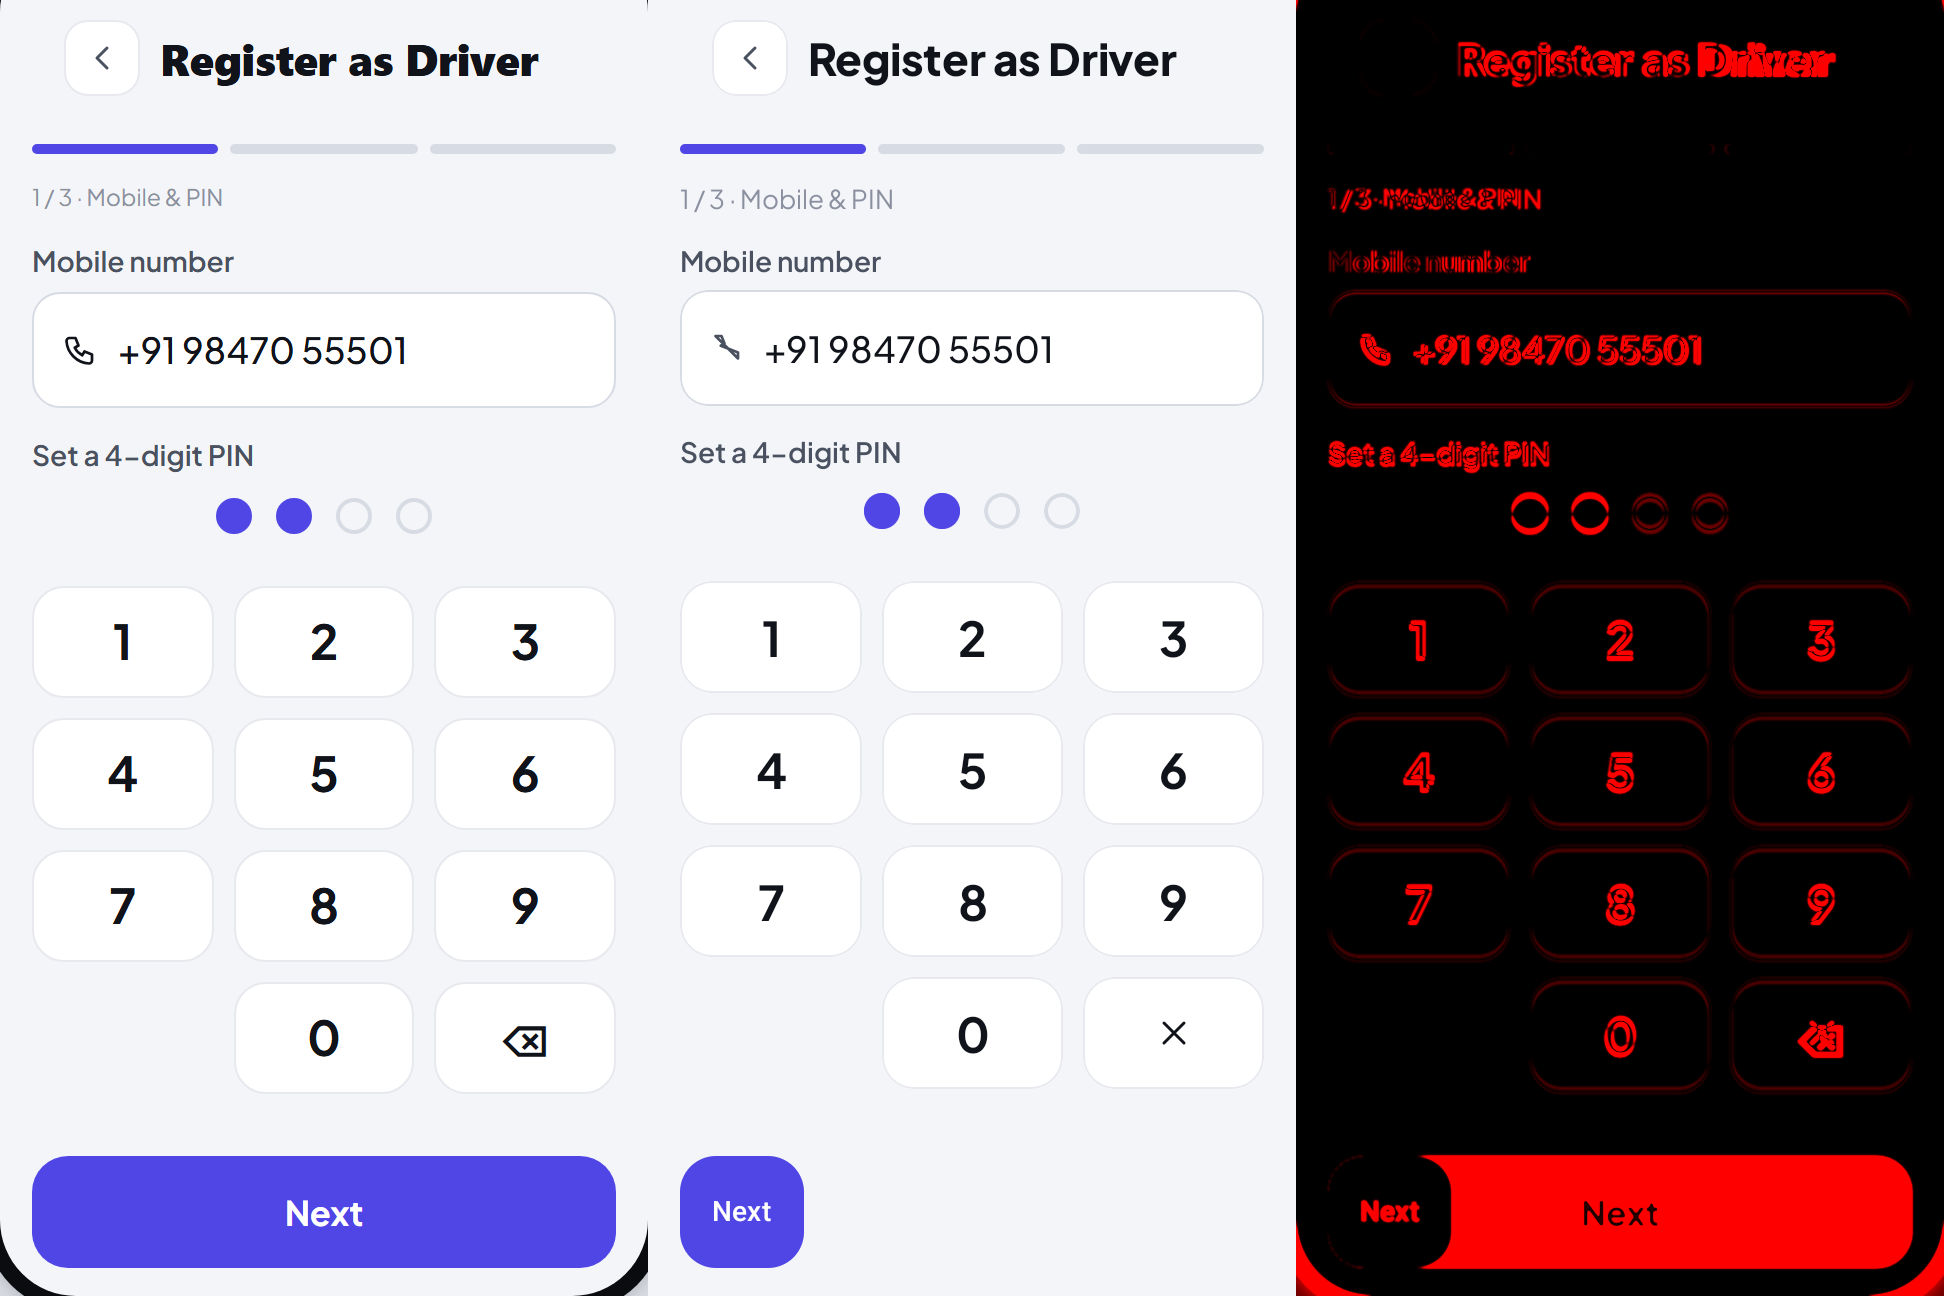 Register as Driver
1 / 3 · Mobile & PIN
Mobile number
+91 98470 55501
Set a 4-digit PIN
1 2 3
4 5 6
7 8 9
0
Next
Register as Driver
1 / 3 · Mobile & PIN
Mobile number
+91 98470 55501
Set a 4-digit PIN
1 2 3
4 5 6
7 8 9
0
Next
Register as Driver
1 / 3 · Mobile & PIN
Mobile number
+91 98470 55501
Set a 4-digit PIN
1 2 3
4 5 6
7 8 9
0
Next Next